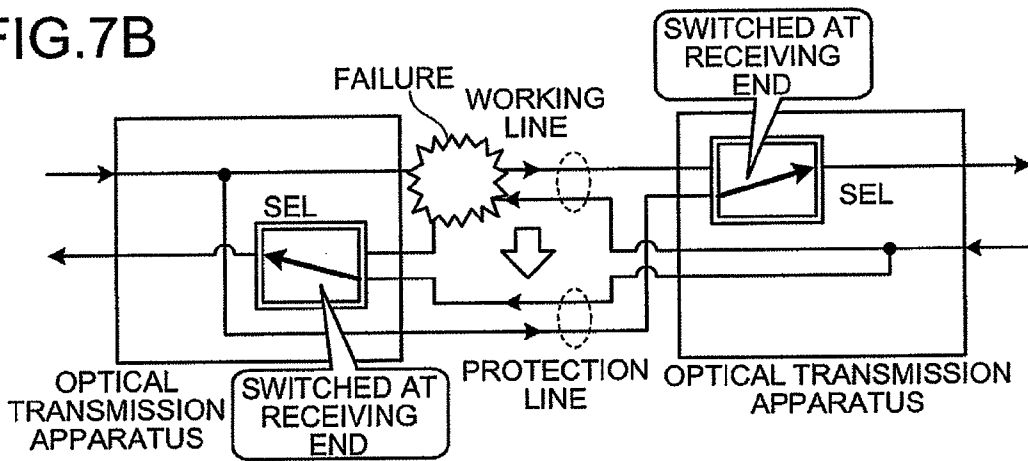 FIG.7B
SWITCHED AT
RECEIVING
END
FAILURE
WORKING
LINE
SEL
SEL
PROTECTION
LINE
OPTICAL
TRANSMISSION
APPARATUS
SWITCHED AT
RECEIVING
END
OPTICAL TRANSMISSION
APPARATUS